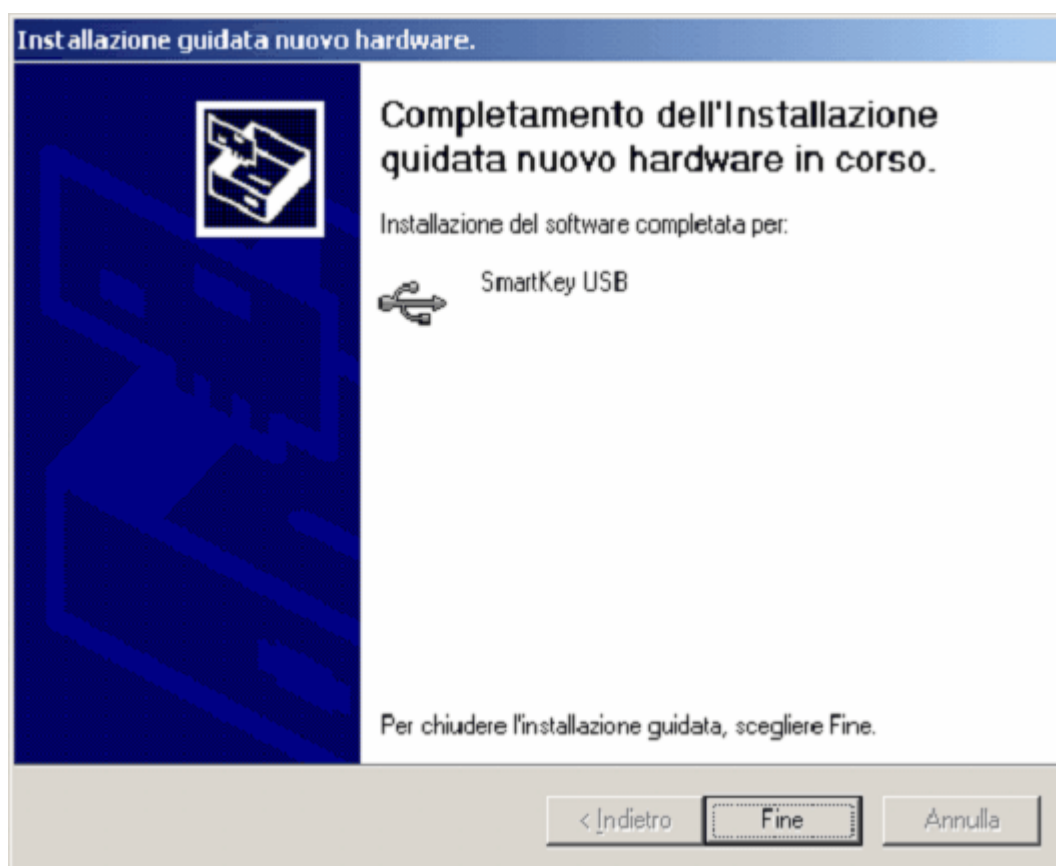 Installazione guidata nuovo hardware.
Completamento dell'Installazione
guidata nuovo hardware in corso.
Installazione del software completata per:
SmartKey USB
Per chiudere l'installazione guidata, scegliere Fine.
< Indietro
Fine
Annulla